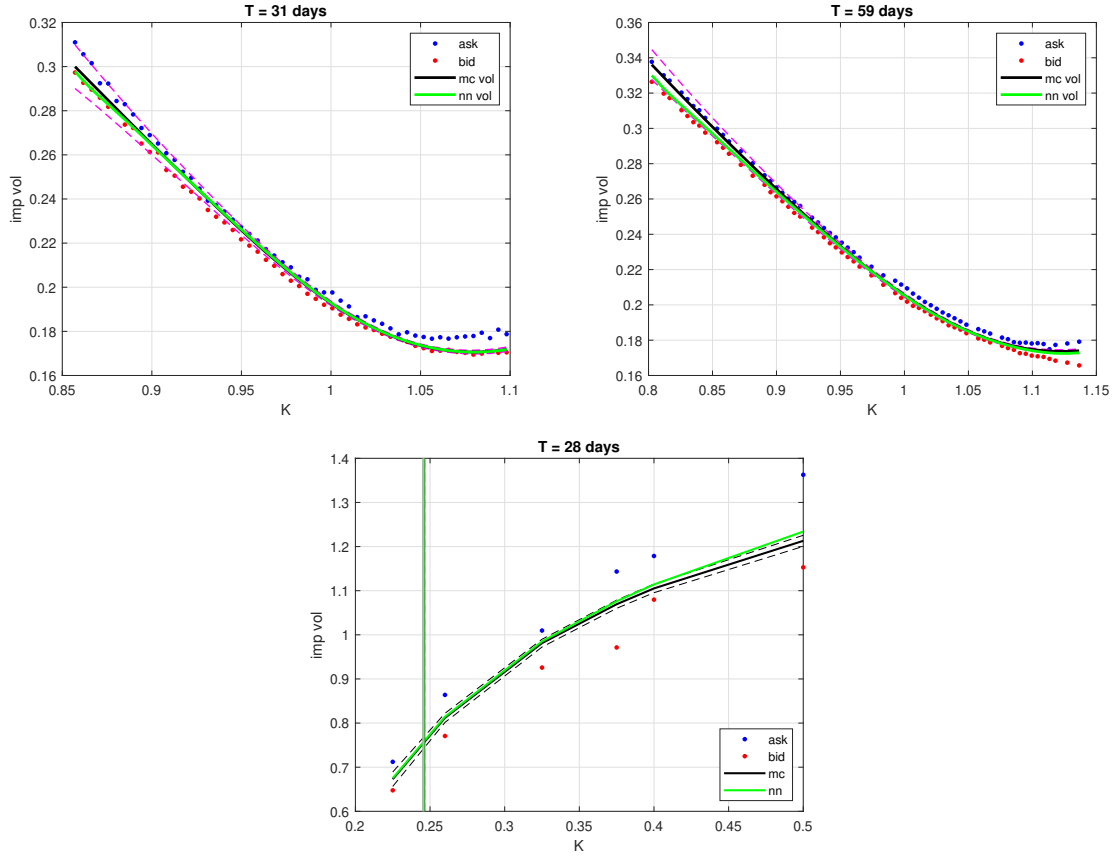 T = 31 days
0.32
0.3
0.28
0.26
0.24
0.22
0.2
0.18
0.16
imp vol
0.85
0.9
0.95
1
1.05
1.1
K
ask
bid
mc vol
nn vol
T = 59 days
0.36
0.34
0.32
0.3
0.28
0.26
0.24
0.22
0.2
0.18
0.16
imp vol
0.8
0.85
0.9
0.95
1
1.05
1.1
1.15
K
ask
bid
mc vol
nn vol
T = 28 days
1.4
1.3
1.2
1.1
1
0.9
0.8
0.7
0.6
imp vol
0.2
0.25
0.3
0.35
0.4
0.45
0.5
K
ask
bid
mc
nn